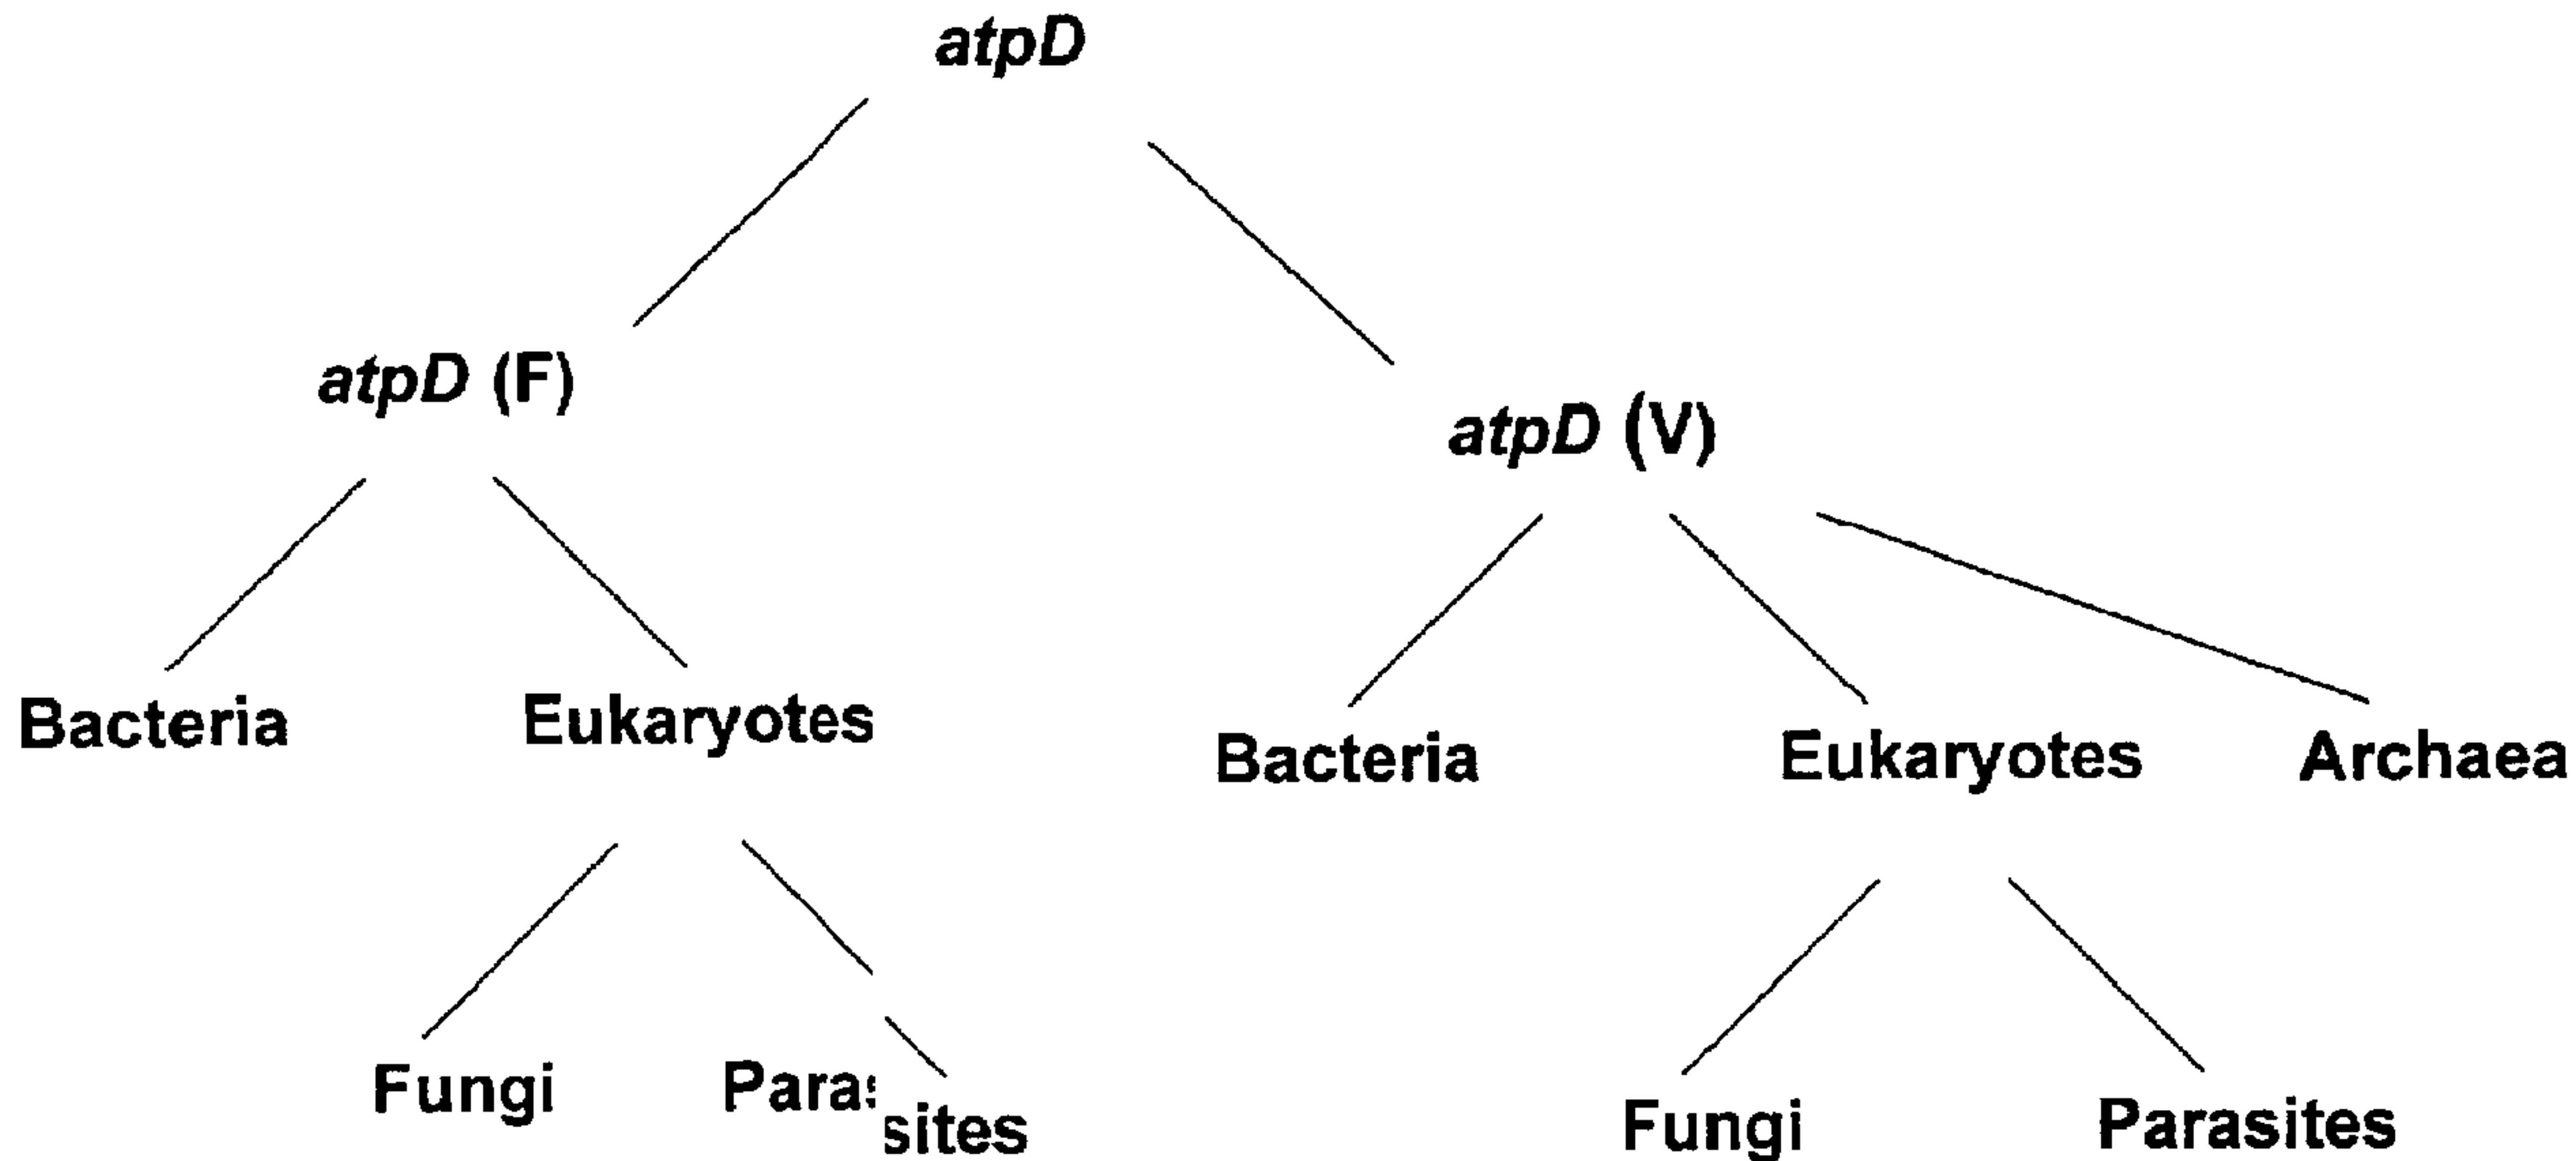 atpD
atpD (F)
atpD (V)
Bacteria
Eukaryotes
Bacteria
Eukaryotes
Archaea
Fungi
Parasites
Fungi
Parasites